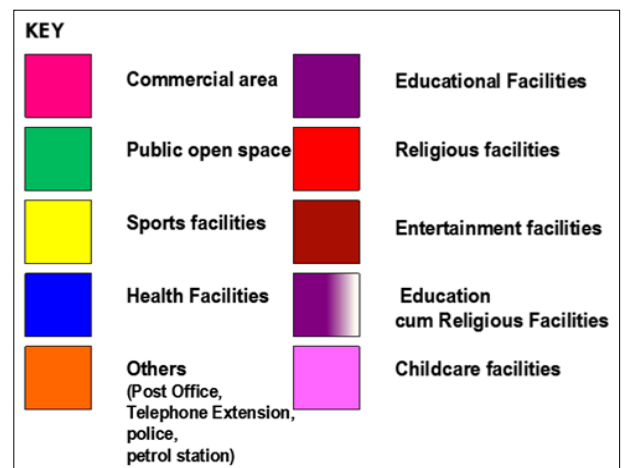 KEY
Commercial area
Educational Facilities
Public open space
Religious facilities
Sports facilities
Entertainment facilities
Health Facilities
Education
cum Religious Facilities
Others
(Post Office,
Telephone Extension,
police,
petrol station)
Childcare facilities